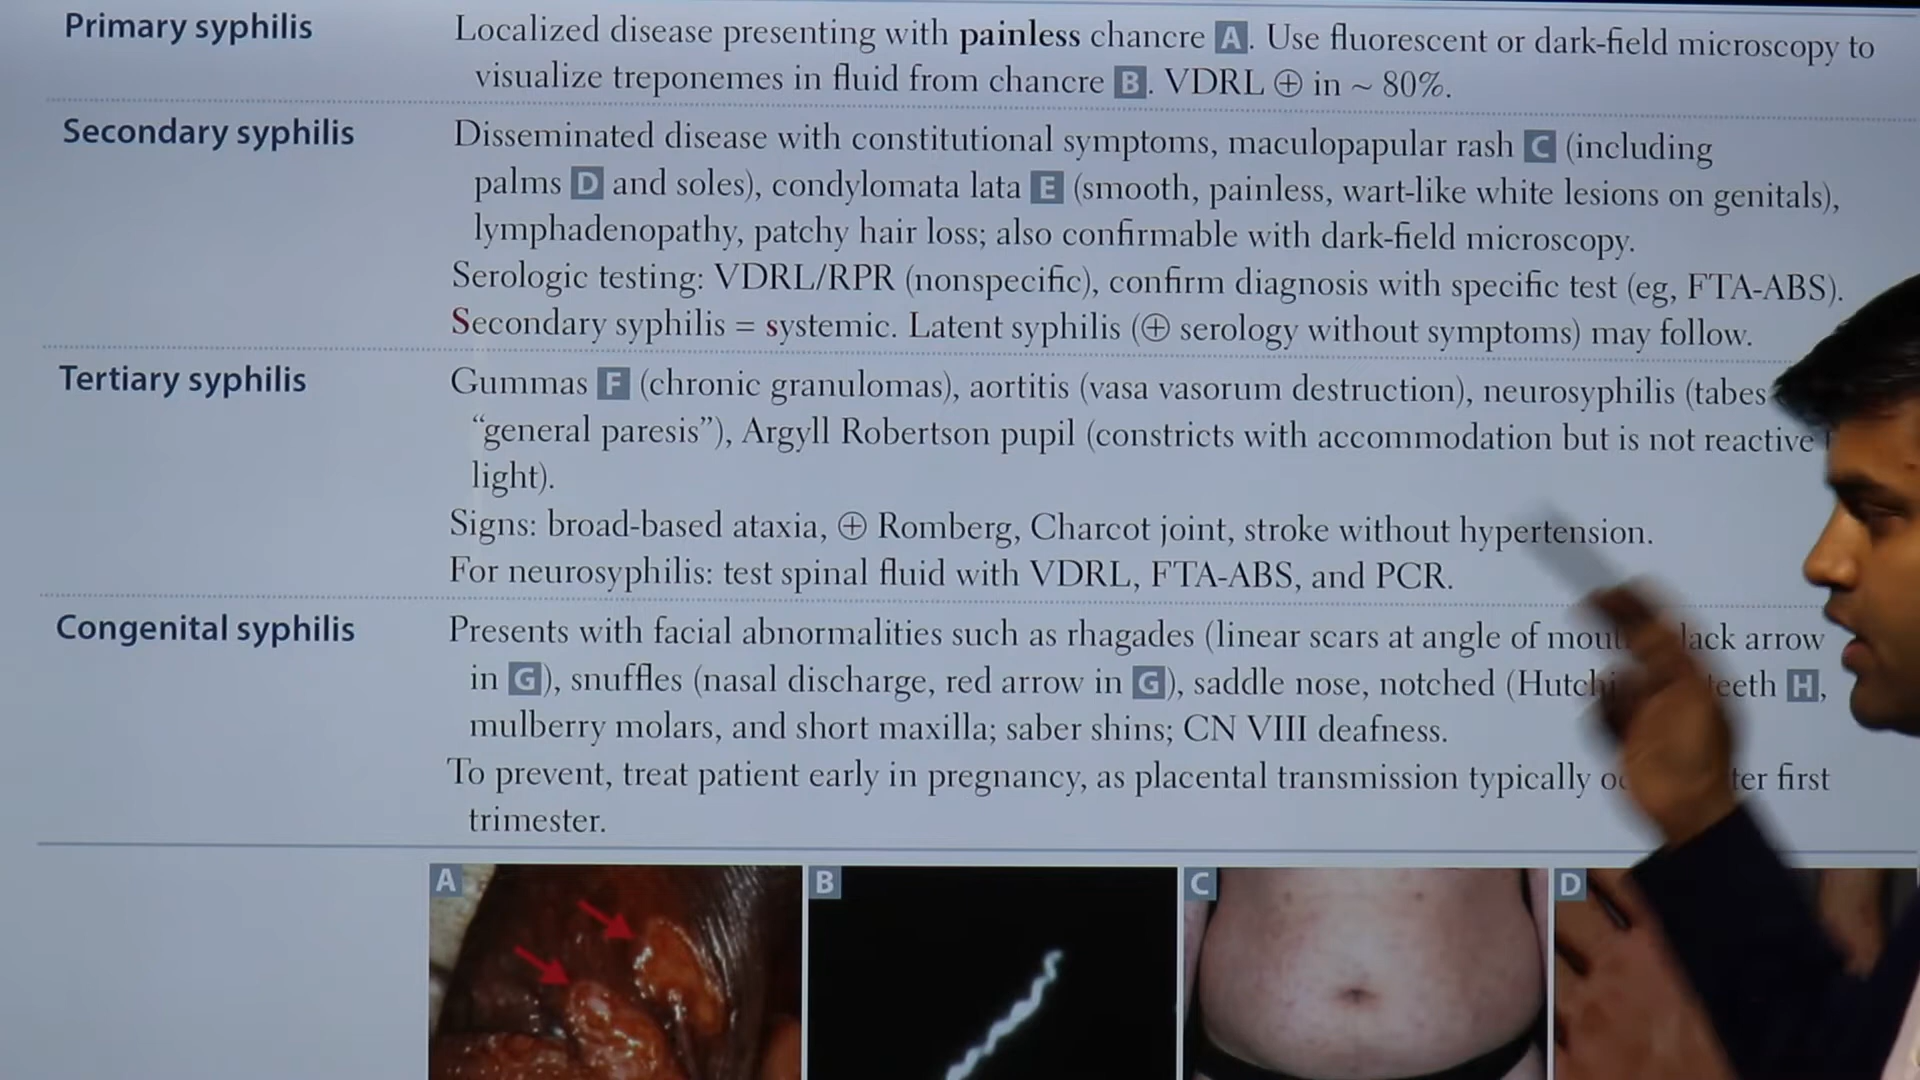 Primary syphilis
Localized disease presenting with painless chancre A. Use fluorescent or dark-field microscopy to
visualize treponemes in fluid from chancre B. VDRL ⊕ in ~ 80%.
Secondary syphilis
Disseminated disease with constitutional symptoms, maculopapular rash C (including
palms D and soles), condylomata lata E (smooth, painless, wart-like white lesions on genitals),
lymphadenopathy, patchy hair loss; also confirmable with dark-field microscopy.
Serologic testing: VDRL/RPR (nonspecific), confirm diagnosis with specific test (eg, FTA-ABS).
Secondary syphilis = systemic. Latent syphilis (⊕ serology without symptoms) may follow.
Tertiary syphilis
Gummas F (chronic granulomas), aortitis (vasa vasorum destruction), neurosyphilis (tabes
“general paresis”), Argyll Robertson pupil (constricts with accommodation but is not reactive
light).
Signs: broad-based ataxia, ⊕ Romberg, Charcot joint, stroke without hypertension.
For neurosyphilis: test spinal fluid with VDRL, FTA-ABS, and PCR.
Congenital syphilis
Presents with facial abnormalities such as rhagades (linear scars at angle of arrow
in G), snuffles (nasal discharge, red arrow in G), saddle nose, notched teeth H,
mulberry molars, and short maxilla; saber shins; CN VIII deafness.
To prevent, treat patient early in pregnancy, as placental transmission typically first
trimester.
A B C D